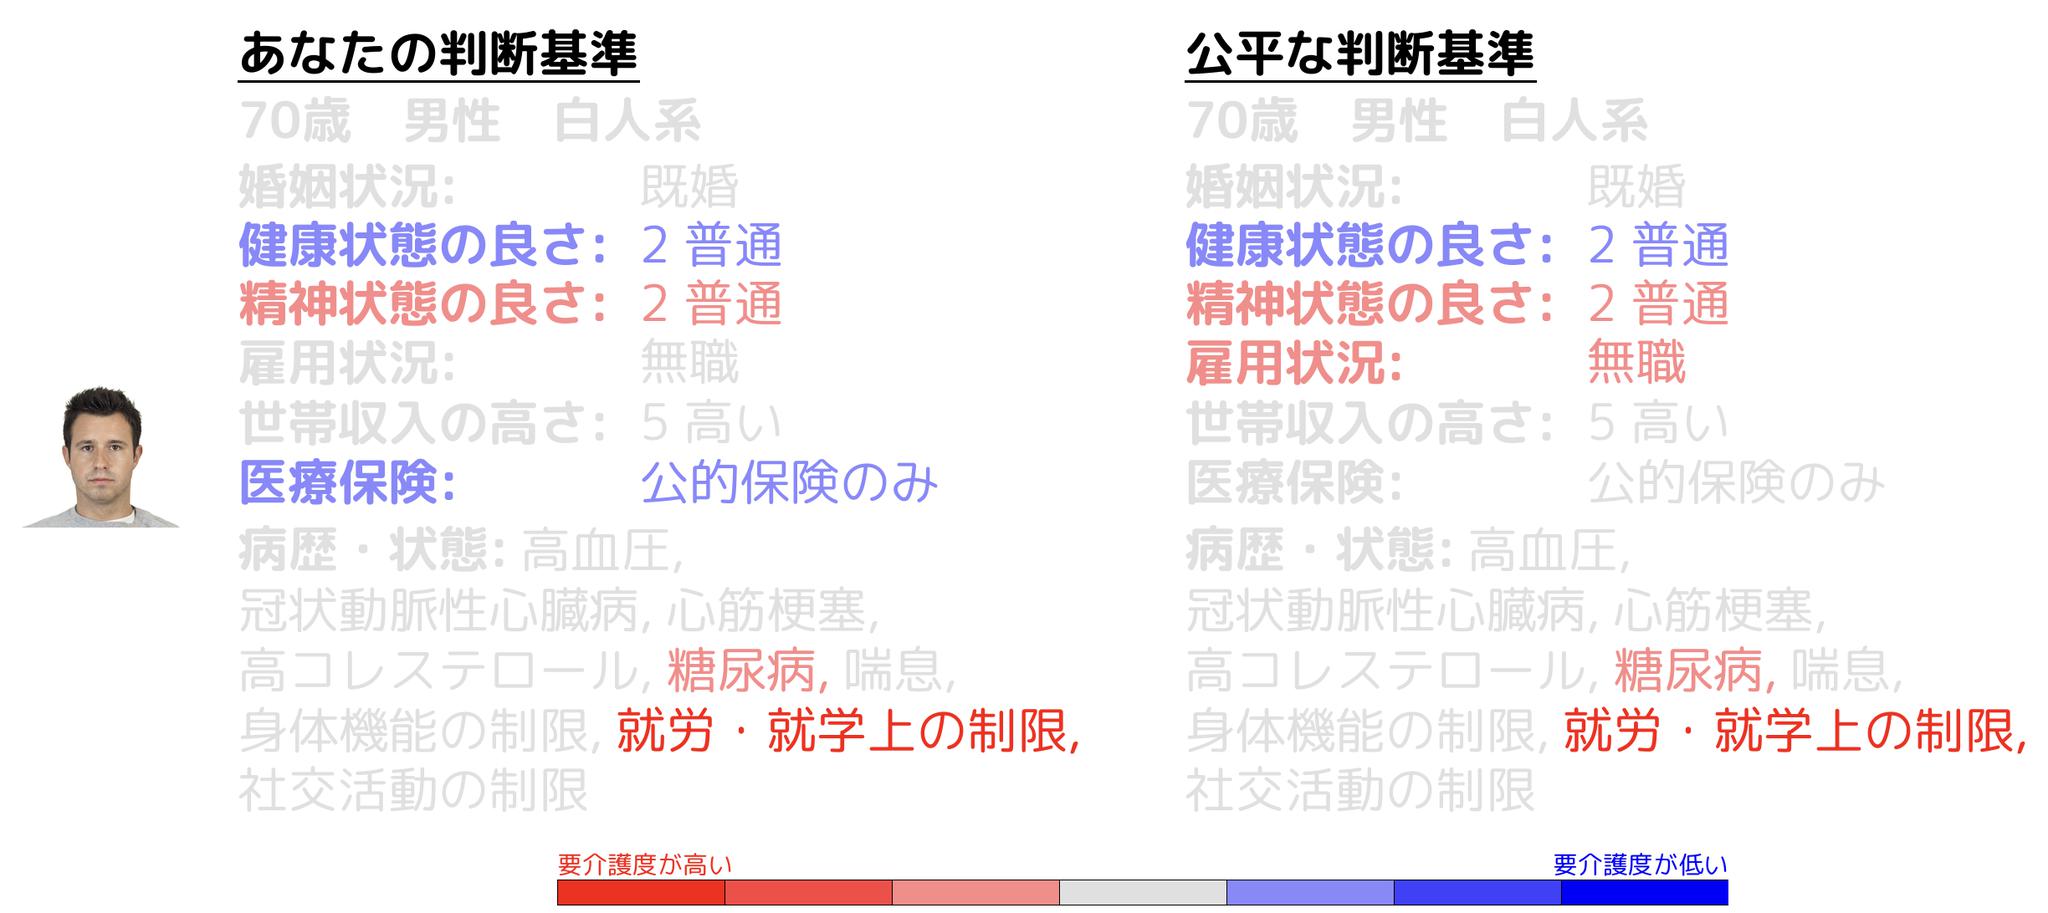 あなたの判断基準
70歳　男性　白人系
婚姻状況: 既婚
健康状態の良さ: 2 普通
精神状態の良さ: 2 普通
雇用状況: 無職
世帯収入の高さ: 5 高い
医療保険: 公的保険のみ
病歴・状態: 高血圧,
冠状動脈性心臓病, 心筋梗塞,
高コレステロール, 糖尿病, 喘息,
身体機能の制限, 就労・就学上の制限,
社交活動の制限
公平な判断基準
70歳　男性　白人系
婚姻状況: 既婚
健康状態の良さ: 2 普通
精神状態の良さ: 2 普通
雇用状況: 無職
世帯収入の高さ: 5 高い
医療保険: 公的保険のみ
病歴・状態: 高血圧,
冠状動脈性心臓病, 心筋梗塞,
高コレステロール, 糖尿病, 喘息,
身体機能の制限, 就労・就学上の制限,
社交活動の制限
要介護度が高い
要介護度が低い